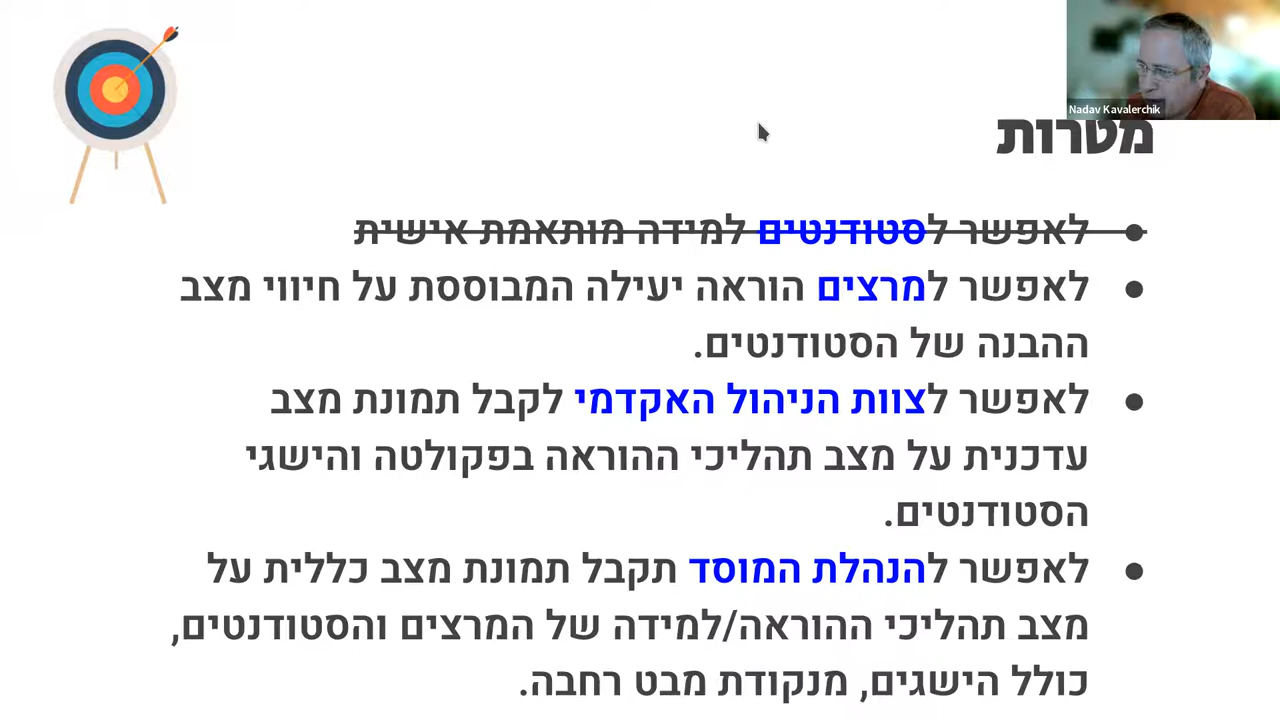 Nadav Kavalerchik
מטרות
לאפשר לסטודנטים למידה מותאמת אישית
לאפשר למרצים הוראה יעילה המבוססת על חיווי מצב
ההבנה של הסטודנטים.
לאפשר לצוות הניהול האקדמי לקבל תמונת מצב
עדכנית על מצב תהליכי ההוראה בפקולטה והישגי
הסטודנטים.
לאפשר להנהלת המוסד תקבל תמונת מצב כללית על
מצב תהליכי ההוראה/למידה של המרצים והסטודנטים,
כולל הישגים, מנקודת מבט רחבה.